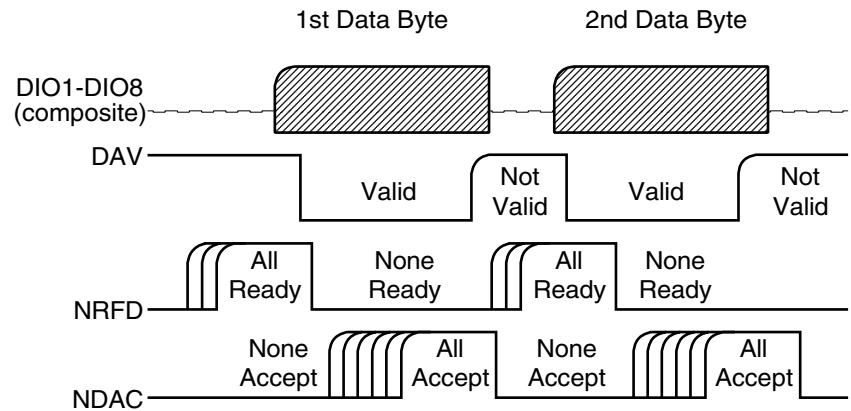 1st Data Byte 2nd Data Byte
DIO1-DIO8
(composite)
DAV
Valid
Not
Valid
Valid
Not
Valid
NRFD
All
Ready
None
Ready
All
Ready
None
Ready
NDAC
None
Accept
All
Accept
None
Accept
All
Accept